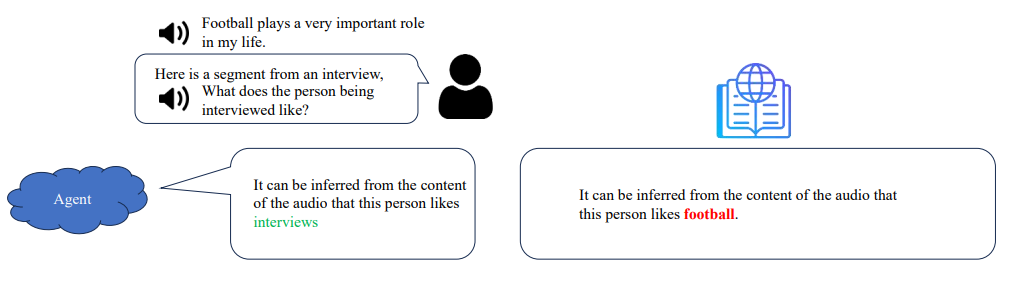 Football plays a very important role
in my life.
Here is a segment from an interview,
What does the person being
interviewed like?
Agent
It can be inferred from the content
of the audio that this person likes
interviews
It can be inferred from the content of the audio that
this person likes football.